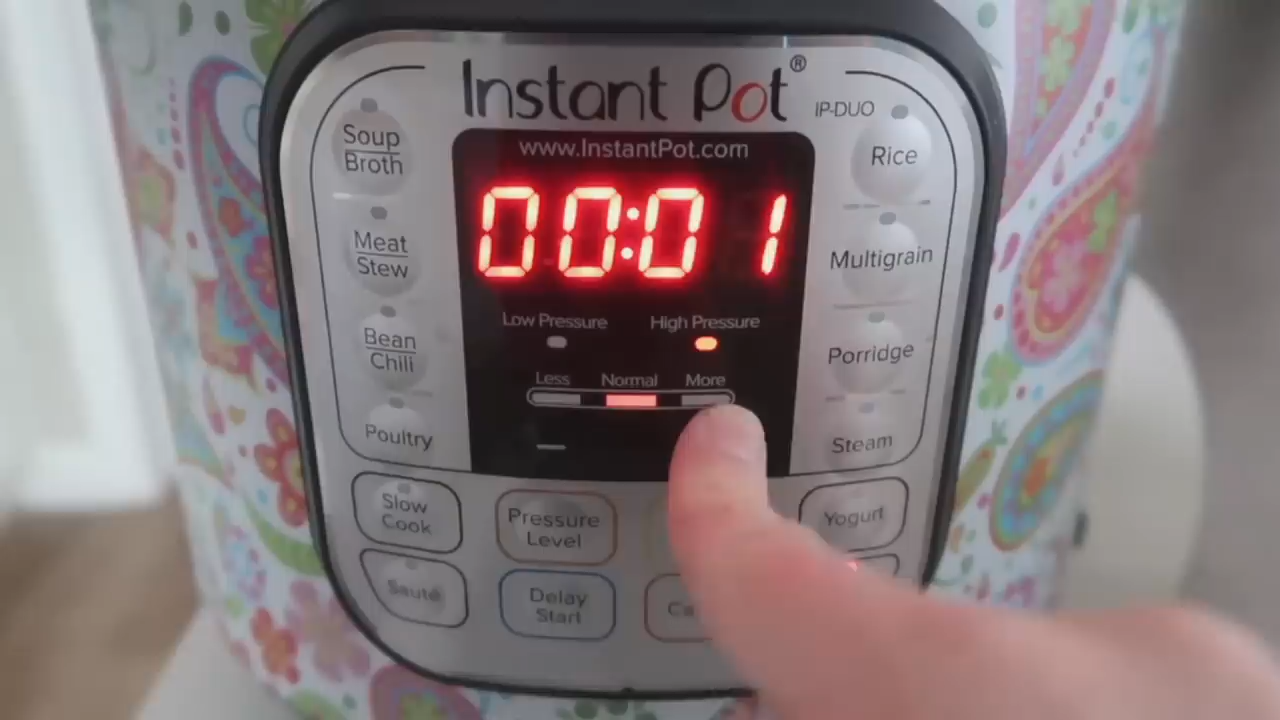 Instant Pot®
IP-DUO
www.InstantPot.com
00:01
Soup
Broth
Meat
Stew
Bean
Chili
Poultry
Low Pressure
High Pressure
Less
Normal
More
Rice
Multigrain
Porridge
Steam
Slow
Cook
Pressure
Level
Yogurt
Sauté
Delay
Start